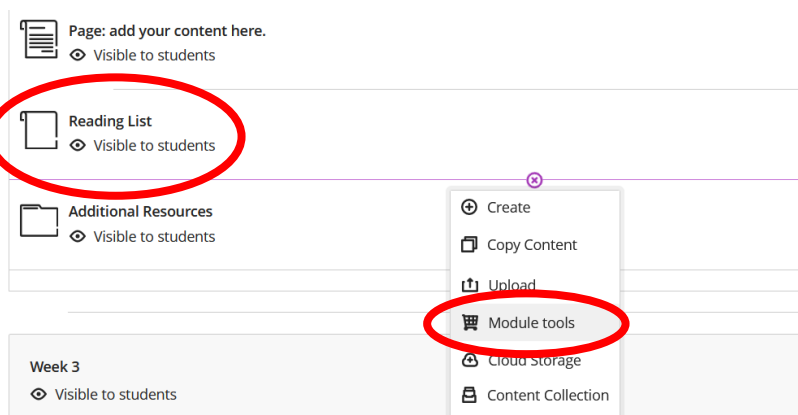 Page: add your content here.
Visible to students
Reading List
Visible to students
Additional Resources
Visible to students
Create
Copy Content
Upload
Module tools
Cloud Storage
Content Collection
Week 3
Visible to students